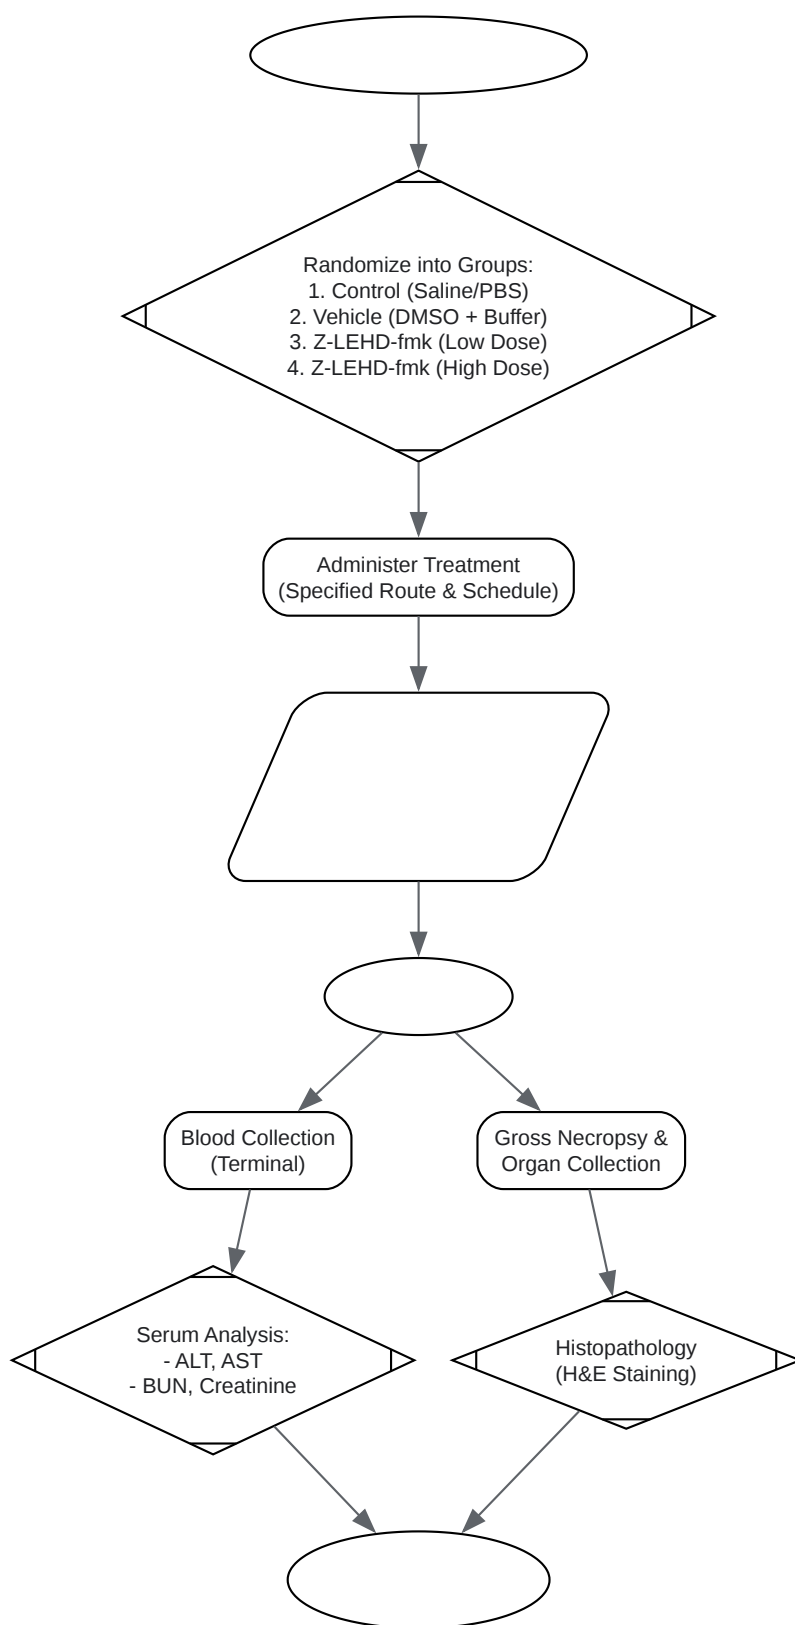 Randomize into Groups:
1. Control (Saline/PBS)
2. Vehicle (DMSO + Buffer)
3. Z-LEHD-fmk (Low Dose)
4. Z-LEHD-fmk (High Dose)
Administer Treatment
(Specified Route & Schedule)
Blood Collection
(Terminal)
Gross Necropsy &
Organ Collection
Serum Analysis:
- ALT, AST
- BUN, Creatinine
Histopathology
(H&E Staining)